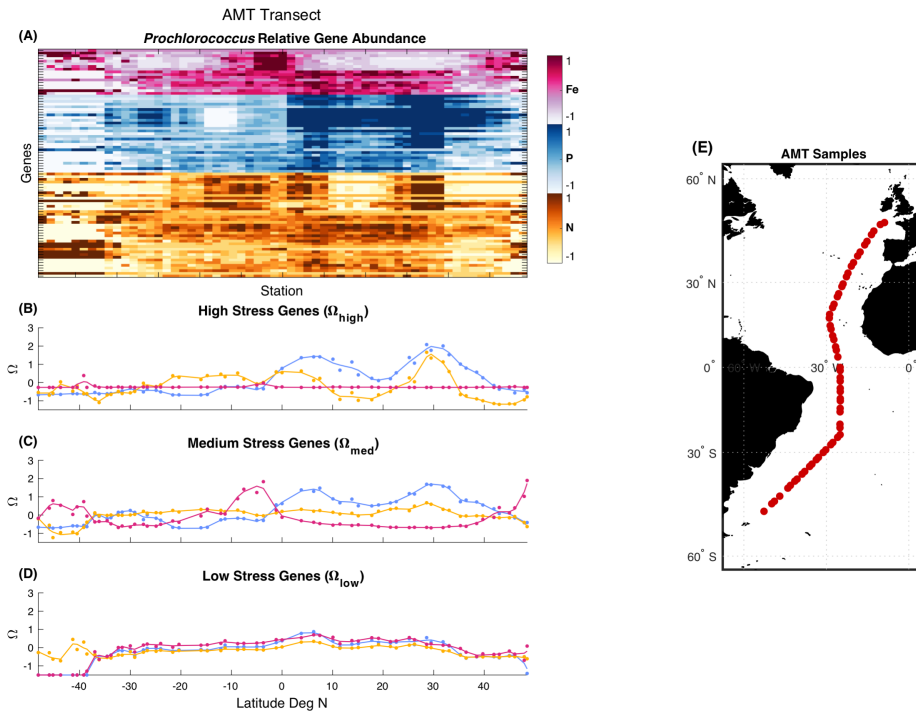 AMT Transect
(A)
Prochlorococcus Relative Gene Abundance
Genes
Station
1
Fe
-1
1
P
-1
1
N
-1
(B)
High Stress Genes (Ωhigh)
Ω
3
2
1
0
-1
(C)
Medium Stress Genes (Ωmed)
Ω
3
2
1
0
-1
(D)
Low Stress Genes (Ωlow)
Ω
3
2
1
0
-1
-40 -30 -20 -10 0 10 20 30 40
Latitude Deg N
(E)
AMT Samples
60° N
30° N
0°
30° S
60° S
60° W 30° W 0°